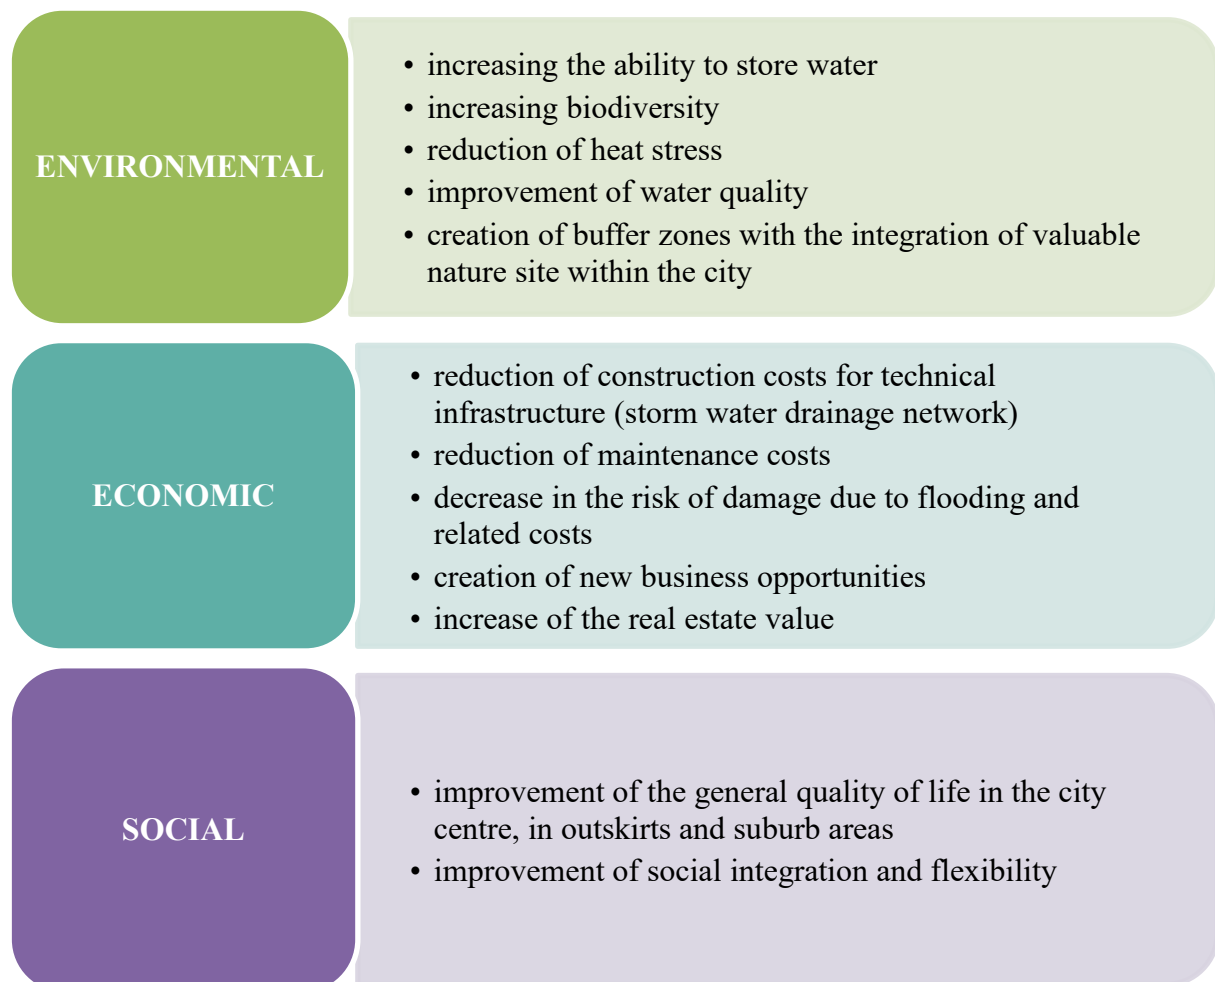 ENVIRONMENTAL
• increasing the ability to store water
• increasing biodiversity
• reduction of heat stress
• improvement of water quality
• creation of buffer zones with the integration of valuable
nature site within the city
ECONOMIC
• reduction of construction costs for technical
infrastructure (storm water drainage network)
• reduction of maintenance costs
• decrease in the risk of damage due to flooding and
related costs
• creation of new business opportunities
• increase of the real estate value
SOCIAL
• improvement of the general quality of life in the city
centre, in outskirts and suburb areas
• improvement of social integration and flexibility